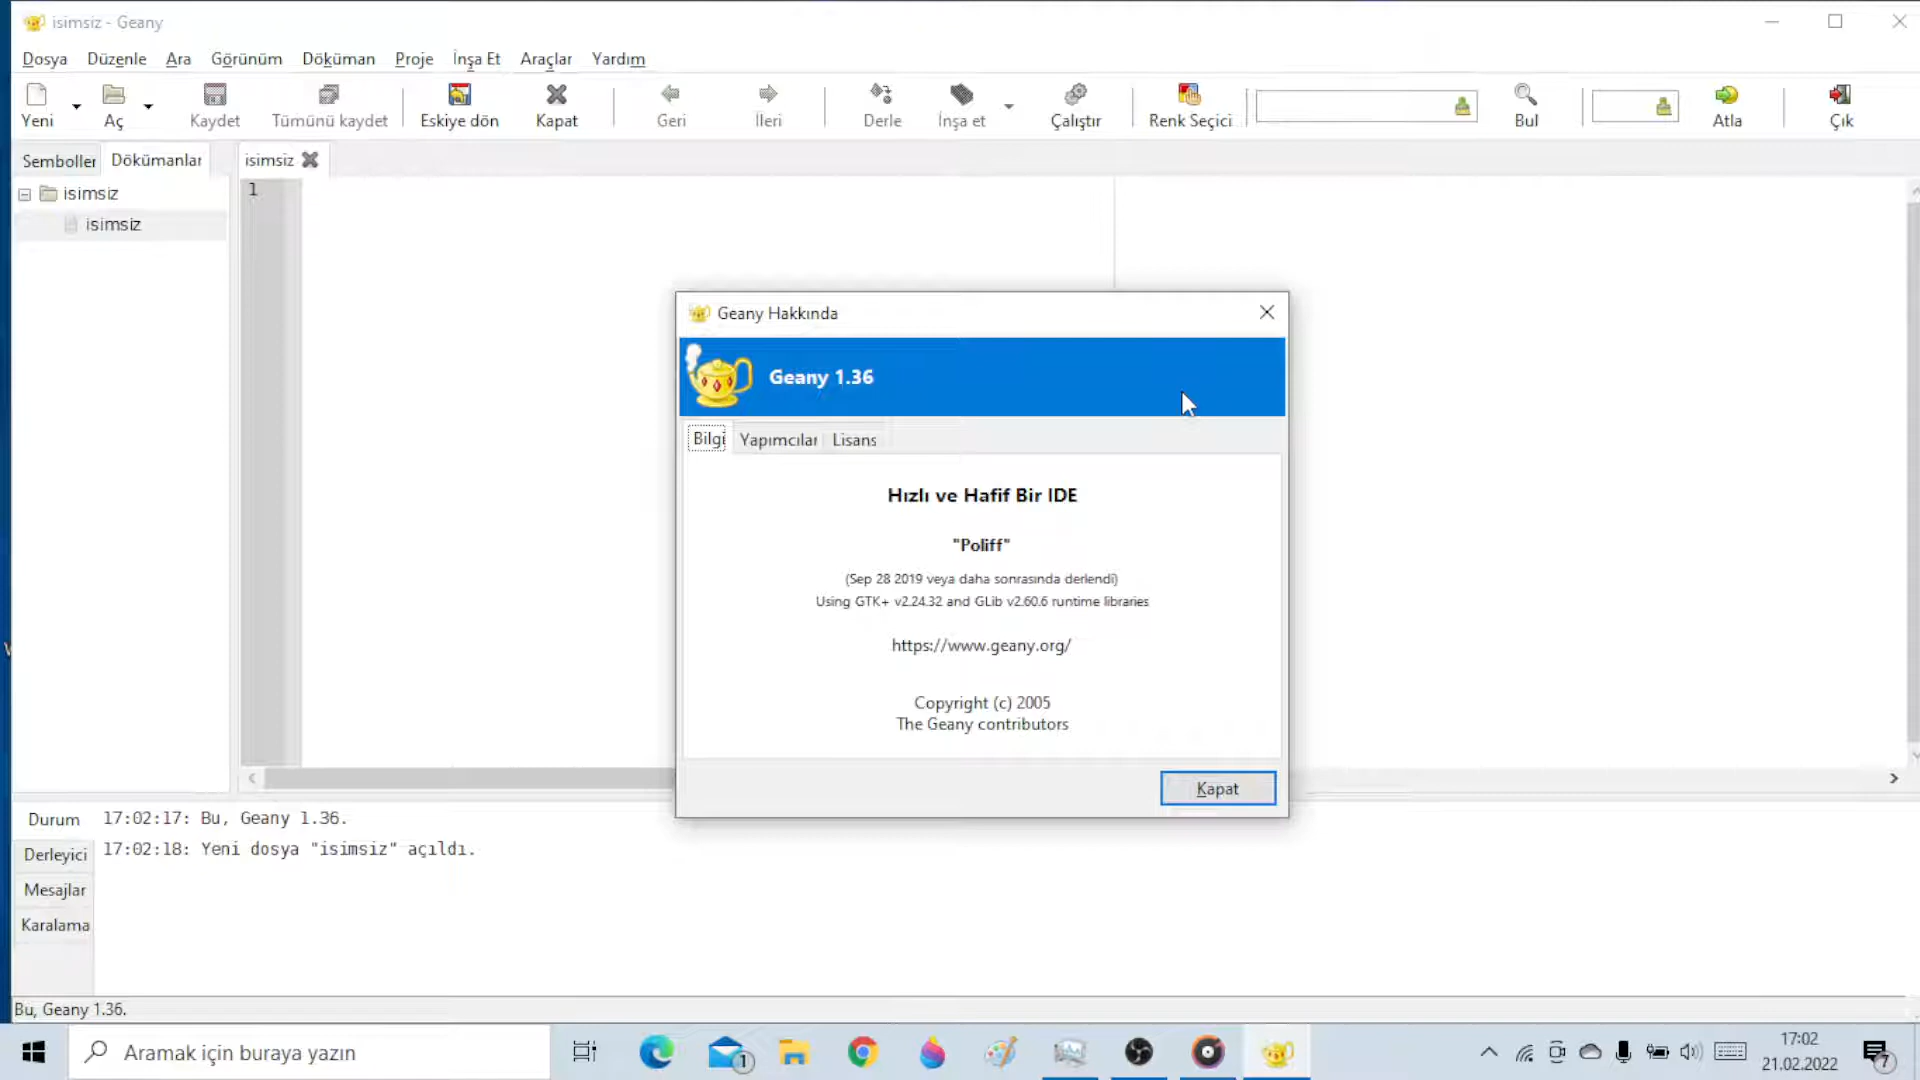 isimsiz - Geany
Dosya Düzenle Ara Görünüm Döküman Proje İnşa Et Araçlar Yardım
Yeni Aç Kaydet Tümünü kaydet Eskiye dön Kapat Geri İleri Derle İnşa et Çalıştır Renk Seçici Bul Atla Çık
Semboller Dökümanlar isimsiz
isimsiz
isimsiz
1
Geany Hakkında
Geany 1.36
Bilgi Yapımcılar Lisans
Hızlı ve Hafif Bir IDE
"Poliff"
(Sep 28 2019 veya daha sonrasında derlendi)
Using GTK+ v2.24.32 and GLib v2.60.6 runtime libraries
https://www.geany.org/
Copyright (c) 2005
The Geany contributors
Kapat
Durum 17:02:17: Bu, Geany 1.36.
Derleyici 17:02:18: Yeni dosya "isimsiz" açıldı.
Mesajlar
Karalama
Bu, Geany 1.36.
Aramak için buraya yazın
1
17:02
21.02.2022
7